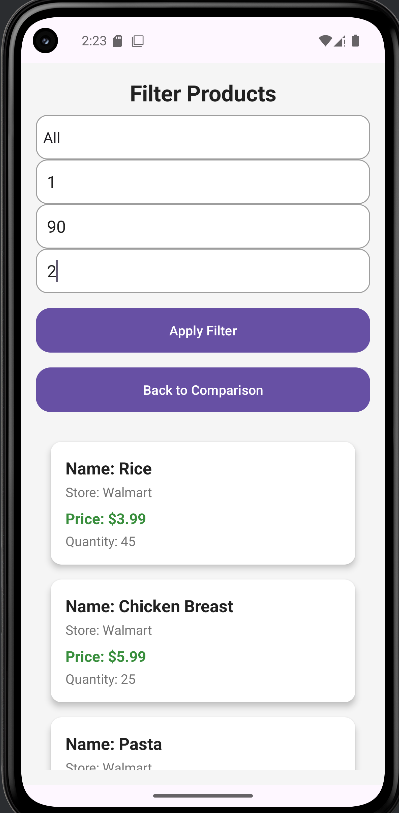 2:23
Filter Products
All
1
90
2
Apply Filter
Back to Comparison
Name: Rice
Store: Walmart
Price: $3.99
Quantity: 45
Name: Chicken Breast
Store: Walmart
Price: $5.99
Quantity: 25
Name: Pasta
Store: Walmart